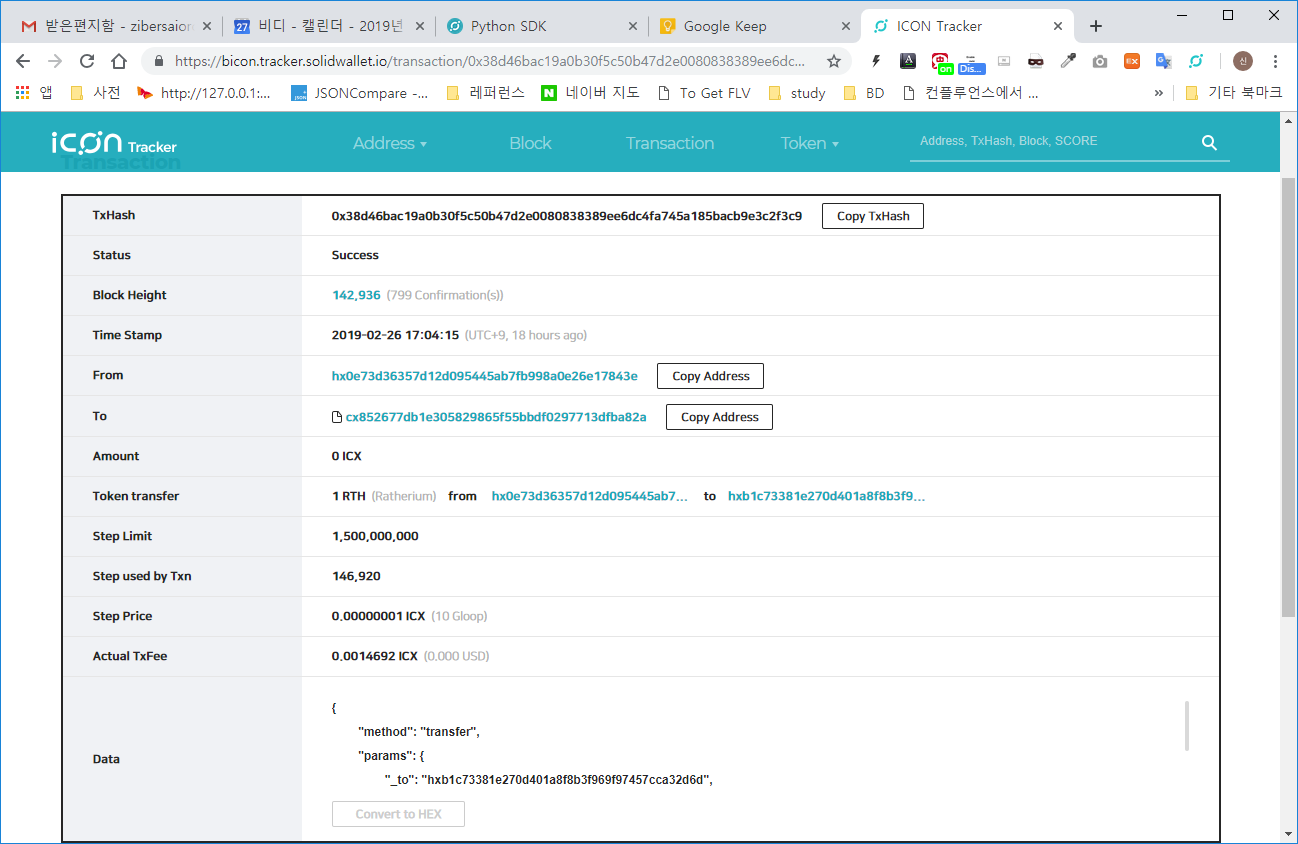 받은편지함 - zibersaior
비디 - 캘린더 - 2019년
Python SDK
Google Keep
ICON Tracker
https://bicon.tracker.solidwallet.io/transaction/0x38d46bac19a0b30f5c50b47d2e0080838389ee6dc...
on
Dis...
앱 사전 http://127.0.0.1:... JSONCompare -... 레퍼런스 네이버 지도 To Get FLV study BD 컨플루언스에서 ... » 기타 북마크
icon Tracker Address Block Transaction Token Address, TxHash, Block, SCORE
Transaction
TxHash 0x38d46bac19a0b30f5c50b47d2e0080838389ee6dc4fa745a185bacb9e3c2f3c9 Copy TxHash
Status Success
Block Height 142,936 (799 Confirmation(s))
Time Stamp 2019-02-26 17:04:15 (UTC+9, 18 hours ago)
From hx0e73d36357d12d095445ab7fb998a0e26e17843e Copy Address
To cx852677db1e305829865f55bbdf0297713dfba82a Copy Address
Amount 0 ICX
Token transfer 1 RTH (Ratherium) from hx0e73d36357d12d095445ab7... to hxb1c73381e270d401a8f8b3f9...
Step Limit 1,500,000,000
Step used by Txn 146,920
Step Price 0.00000001 ICX (10 Gloop)
Actual TxFee 0.0014692 ICX (0.000 USD)
Data
{
"method": "transfer",
"params": {
"_to": "hxb1c73381e270d401a8f8b3f969f97457cca32d6d",
Convert to HEX